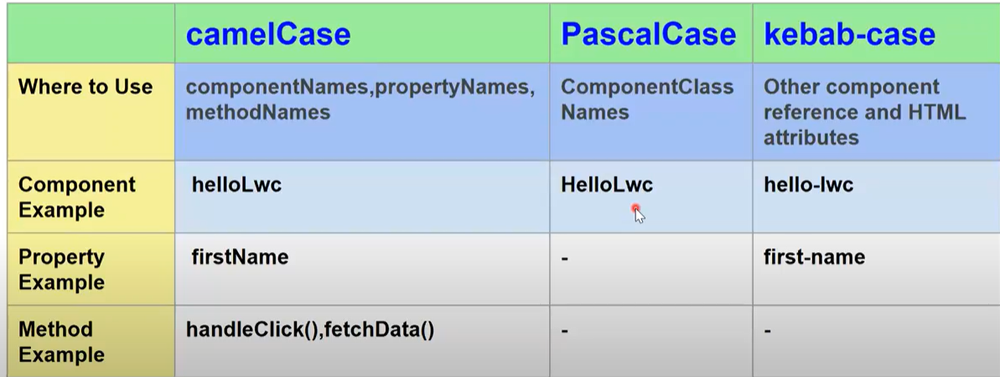 camelCase PascalCase kebab-case
Where to Use componentNames,propertyNames, ComponentClass Other component
methodNames Names reference and HTML
attributes
Component helloLwc HelloLwc hello-lwc
Example
Property firstName - first-name
Example
Method handleClick(),fetchData() - -
Example